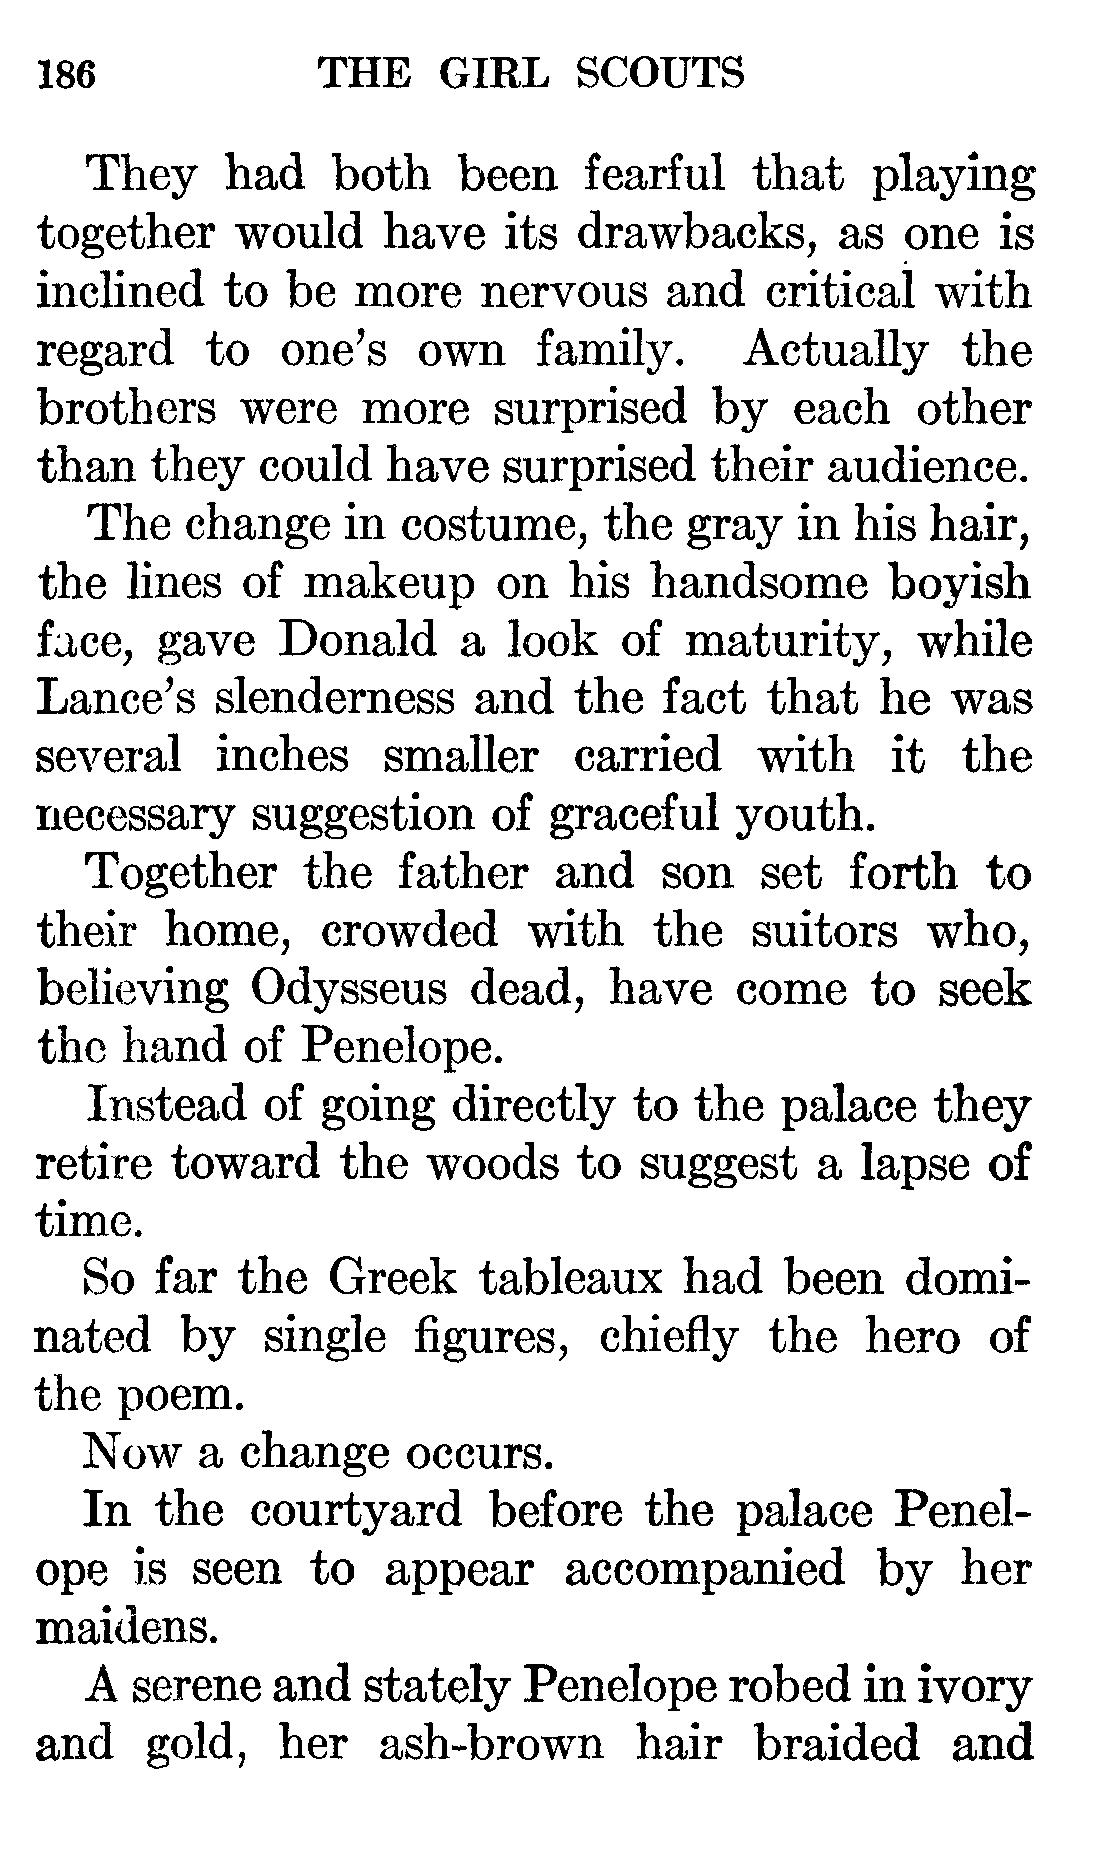 186 THE GIRL SCOUTS
They had both been fearful that playing
together would have its drawbacks, as one is
inclined to be more nervous and critical with
regard to one's own family. Actually the
brothers were more surprised by each other
than they could have surprised their audience.
The change in costume, the gray in his hair,
the lines of makeup on his handsome boyish
face, gave Donald a look of maturity, while
Lance's slenderness and the fact that he was
several inches smaller carried with it the
necessary suggestion of graceful youth.
Together the father and son set forth to
their home, crowded with the suitors who,
believing Odysseus dead, have come to seek
the hand of Penelope.
Instead of going directly to the palace they
retire toward the woods to suggest a lapse of
time.
So far the Greek tableaux had been domi-
nated by single figures, chiefly the hero of
the poem.
Now a change occurs.
In the courtyard before the palace Penel-
ope is seen to appear accompanied by her
maidens.
A serene and stately Penelope robed in ivory
and gold, her ash-brown hair braided and